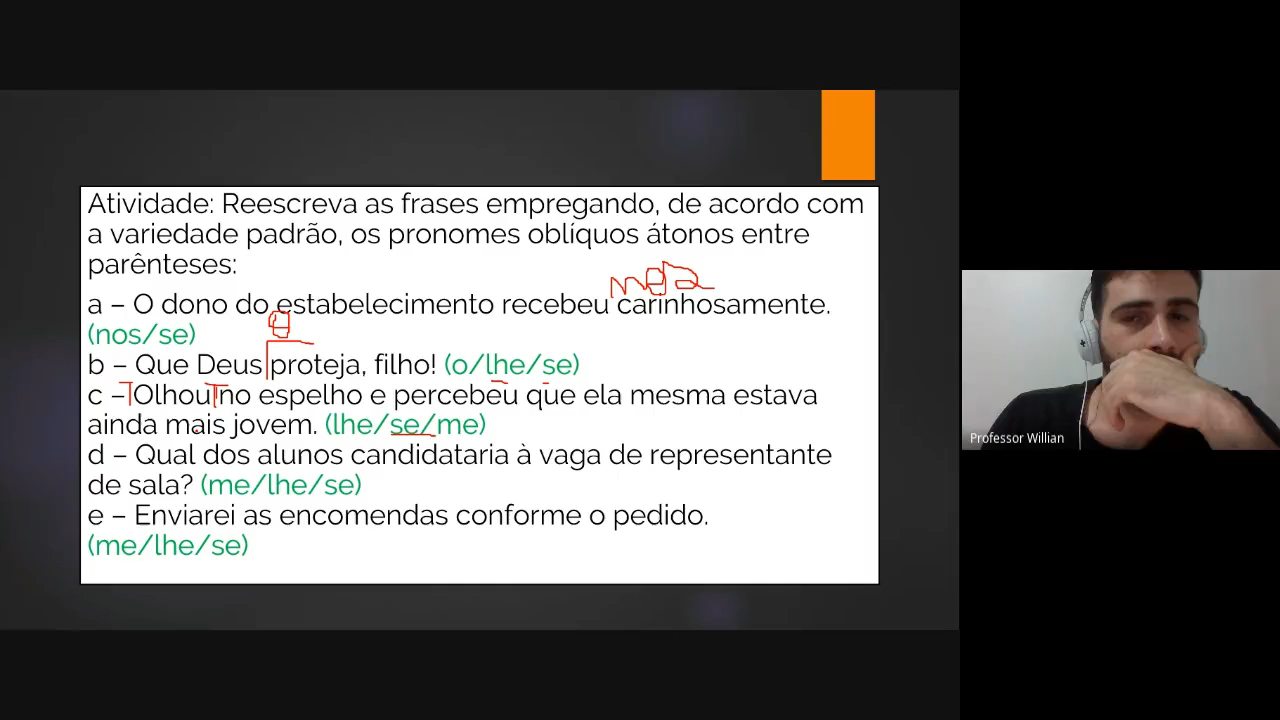 Atividade: Reescreva as frases empregando, de acordo com
a variedade padrão, os pronomes oblíquos átonos entre
parênteses:
a – O dono do estabelecimento recebeu carinhosamente.
(nos/se)
b – Que Deus proteja, filho! (o/lhe/se)
c – Olhou no espelho e percebeu que ela mesma estava
ainda mais jovem. (lhe/se/me)
d – Qual dos alunos candidataria à vaga de representante
de sala? (me/lhe/se)
e – Enviarei as encomendas conforme o pedido.
(me/lhe/se)
Professor Willian